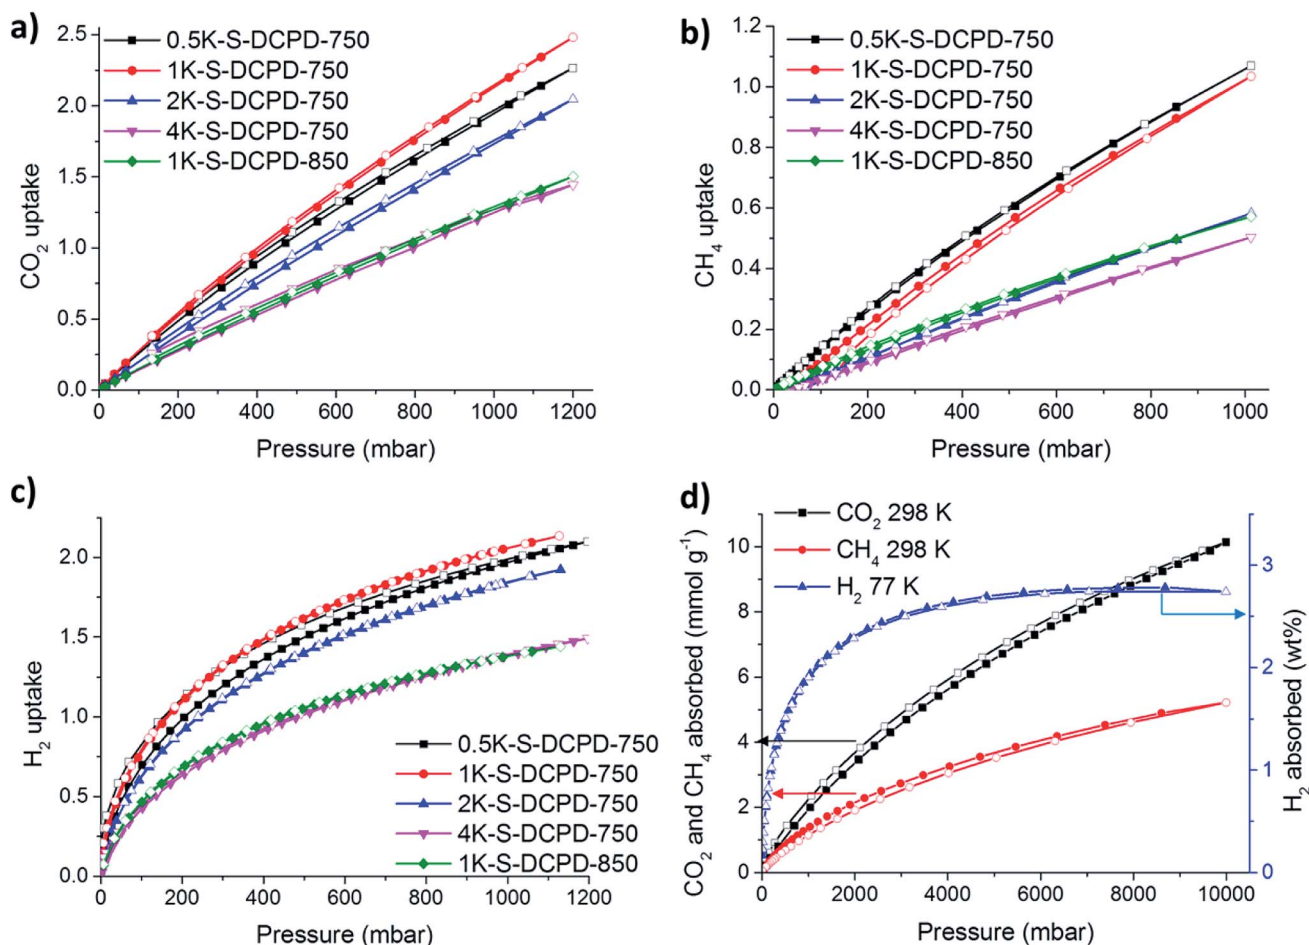 a)
2.5
2.0
1.5
1.0
0.5
0.0
CO₂ uptake
0.5K-S-DCPD-750
1K-S-DCPD-750
2K-S-DCPD-750
4K-S-DCPD-750
1K-S-DCPD-850
0 200 400 600 800 1000 1200
Pressure (mbar)
b)
1.2
1.0
0.8
0.6
0.4
0.2
0.0
CH₄ uptake
0.5K-S-DCPD-750
1K-S-DCPD-750
2K-S-DCPD-750
4K-S-DCPD-750
1K-S-DCPD-850
0 200 400 600 800 1000
Pressure (mbar)
c)
2.0
1.5
1.0
0.5
0.0
H₂ uptake
0.5K-S-DCPD-750
1K-S-DCPD-750
2K-S-DCPD-750
4K-S-DCPD-750
1K-S-DCPD-850
0 200 400 600 800 1000 1200
Pressure (mbar)
d)
CO₂ 298 K
CH₄ 298 K
H₂ 77 K
10
8
6
4
2
0
CO₂ and CH₄ absorbed (mmol g⁻¹)
3
2
1
0
H₂ absorbed (wt%)
0 2000 4000 6000 8000 10000
Pressure (mbar)